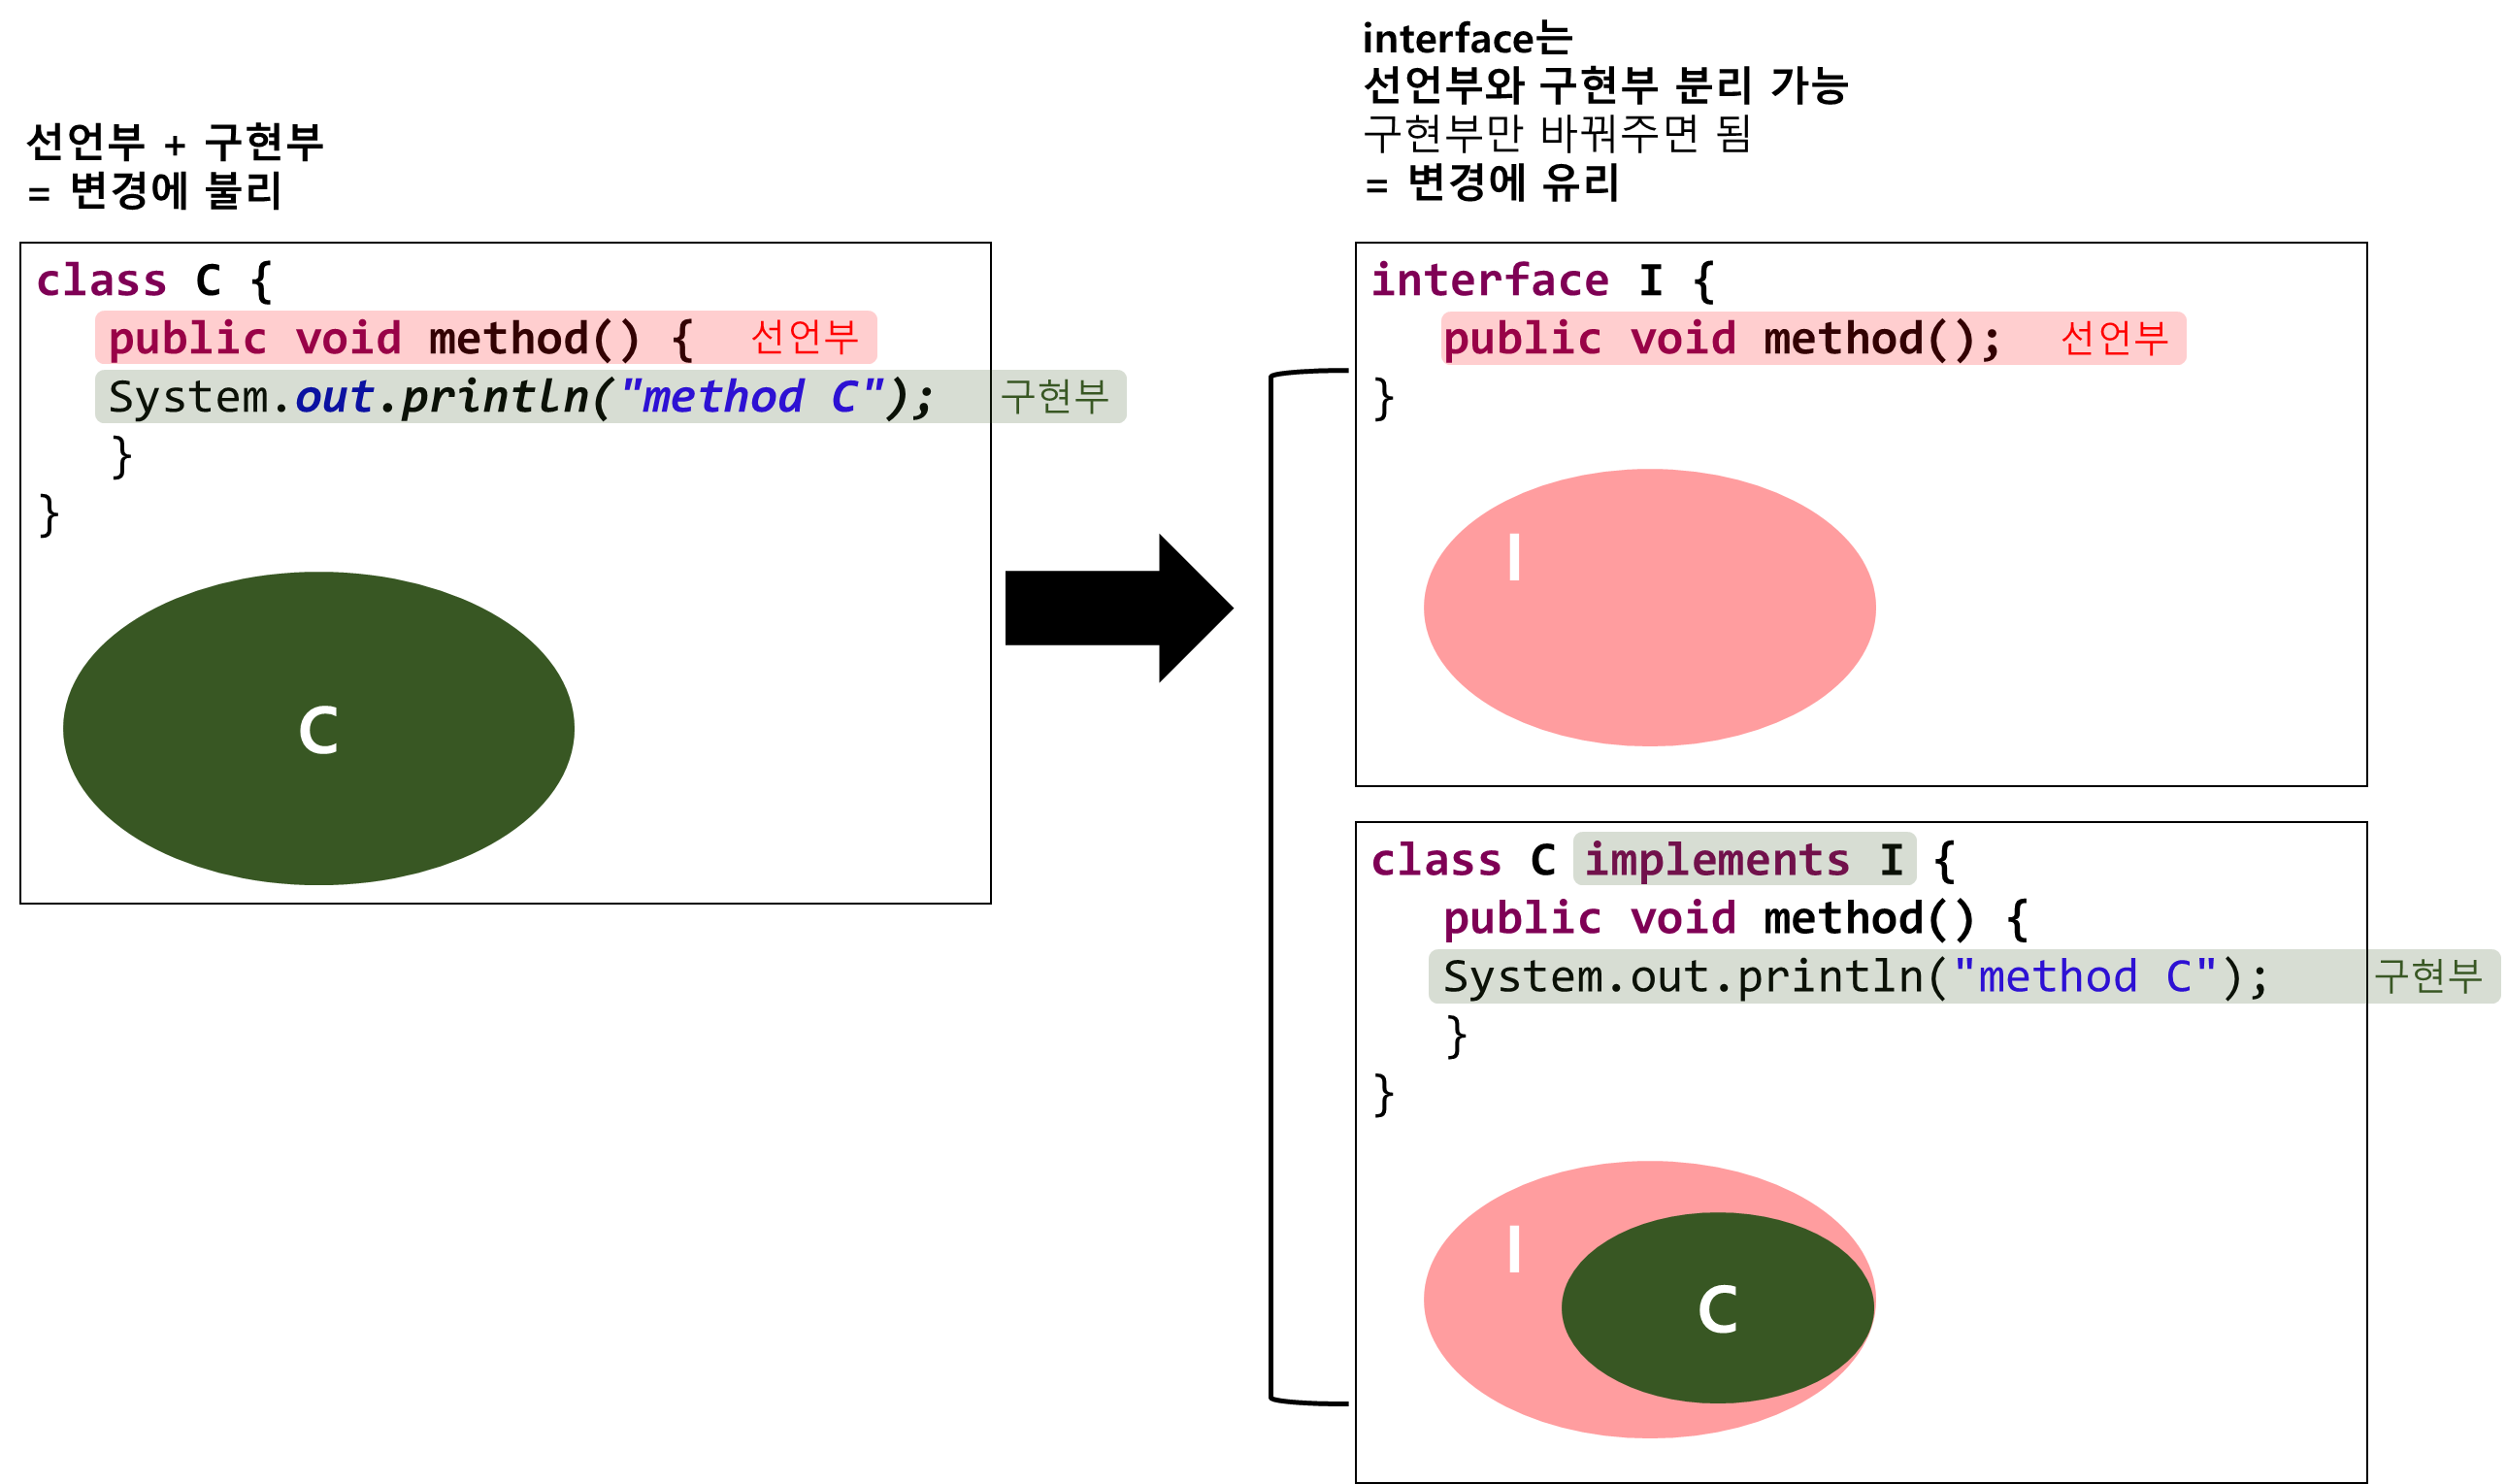 선언부 + 구현부
= 변경에 불리
class C {
public void method() { 선언부
System.out.println("method C"); 구현부
}
}
C
interface는
선언부와 구현부 분리 가능
구현부만 바꿔주면 됨
= 변경에 유리
interface I {
public void method(); 선언부
}
I
class C implements I {
public void method() {
System.out.println("method C"); 구현부
}
}
I
C